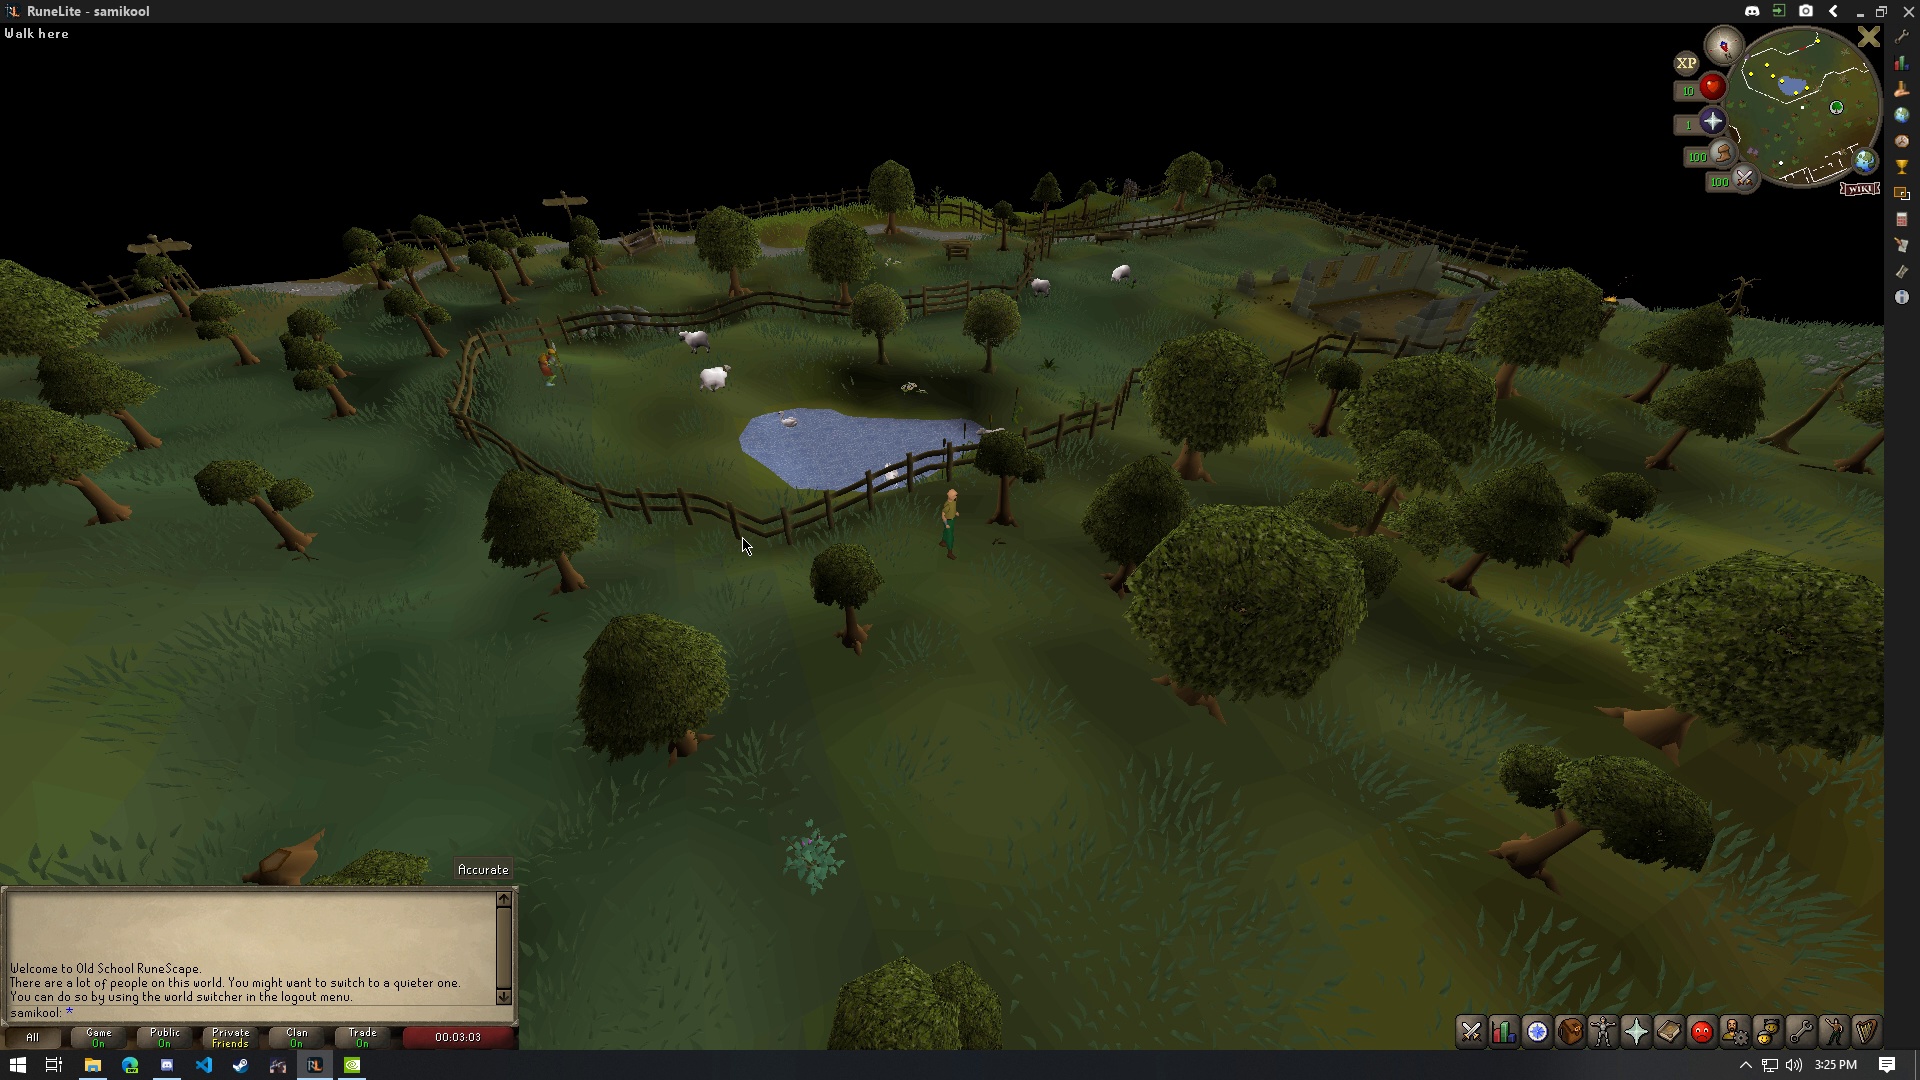 RuneLite - samikool
Walk here
XP
10
1
100
100
WIKI
Accurate
Welcome to Old School RuneScape.
There are a lot of people on this world. You might want to switch to a quieter one.
You can do so by using the world switcher in the logout menu.
samikool: *
All
Game
On
Public
On
Private
Friends
Clan
On
Trade
On
00:03:03
3:25 PM